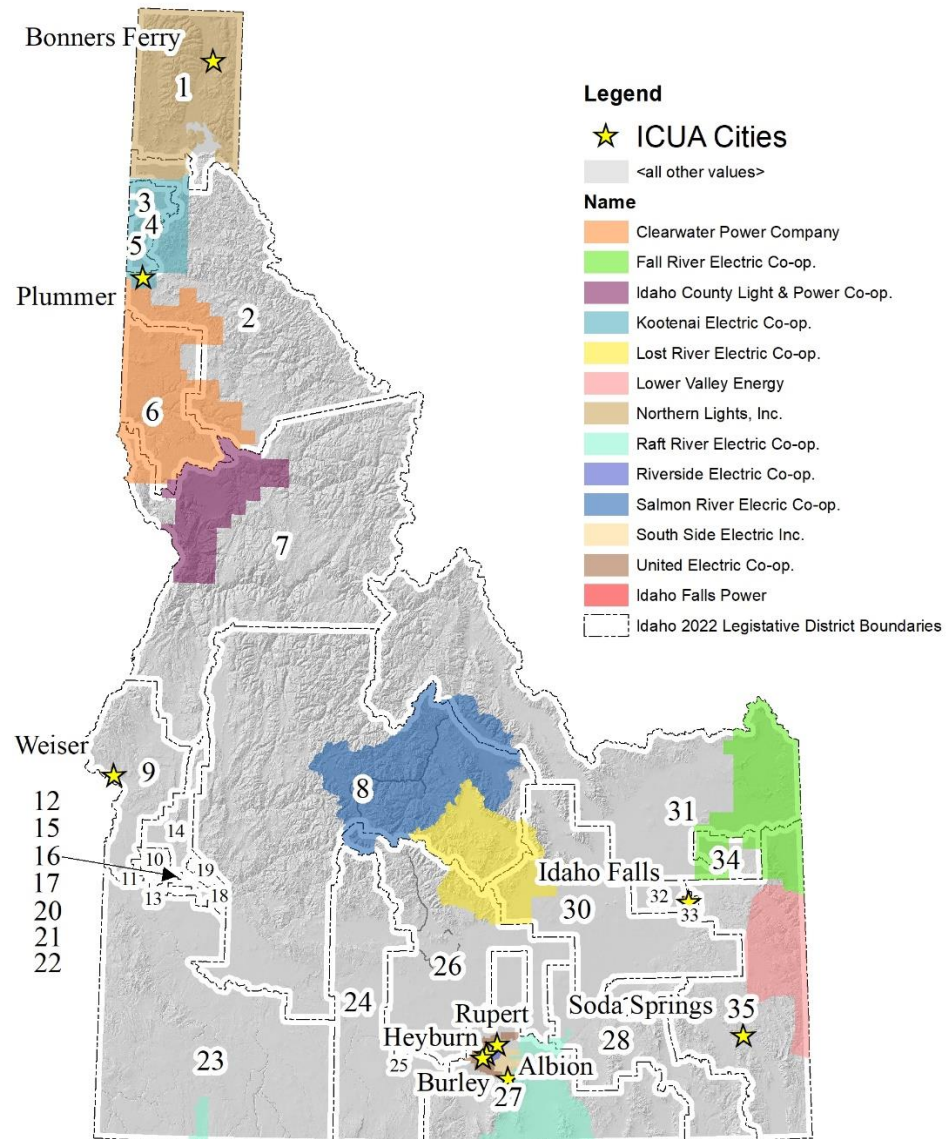 Bonners Ferry
1
Legend
ICUA Cities
<all other values>
Name
Clearwater Power Company
Fall River Electric Co-op.
Idaho County Light & Power Co-op.
Kootenai Electric Co-op.
Lost River Electric Co-op.
Lower Valley Energy
Northern Lights, Inc.
Raft River Electric Co-op.
Riverside Electric Co-op.
Salmon River Elecric Co-op.
South Side Electric Inc.
United Electric Co-op.
Idaho Falls Power
Idaho 2022 Legistative District Boundaries
3
4
5
Plummer
2
6
7
Weiser
9
8
12
15
16
17
20
21
22
14
10
11
13
19
18
31
34
Idaho Falls
32
33
30
26
24
Rupert
Soda Springs
35
Heyburn
28
25
Albion
Burley
27
23